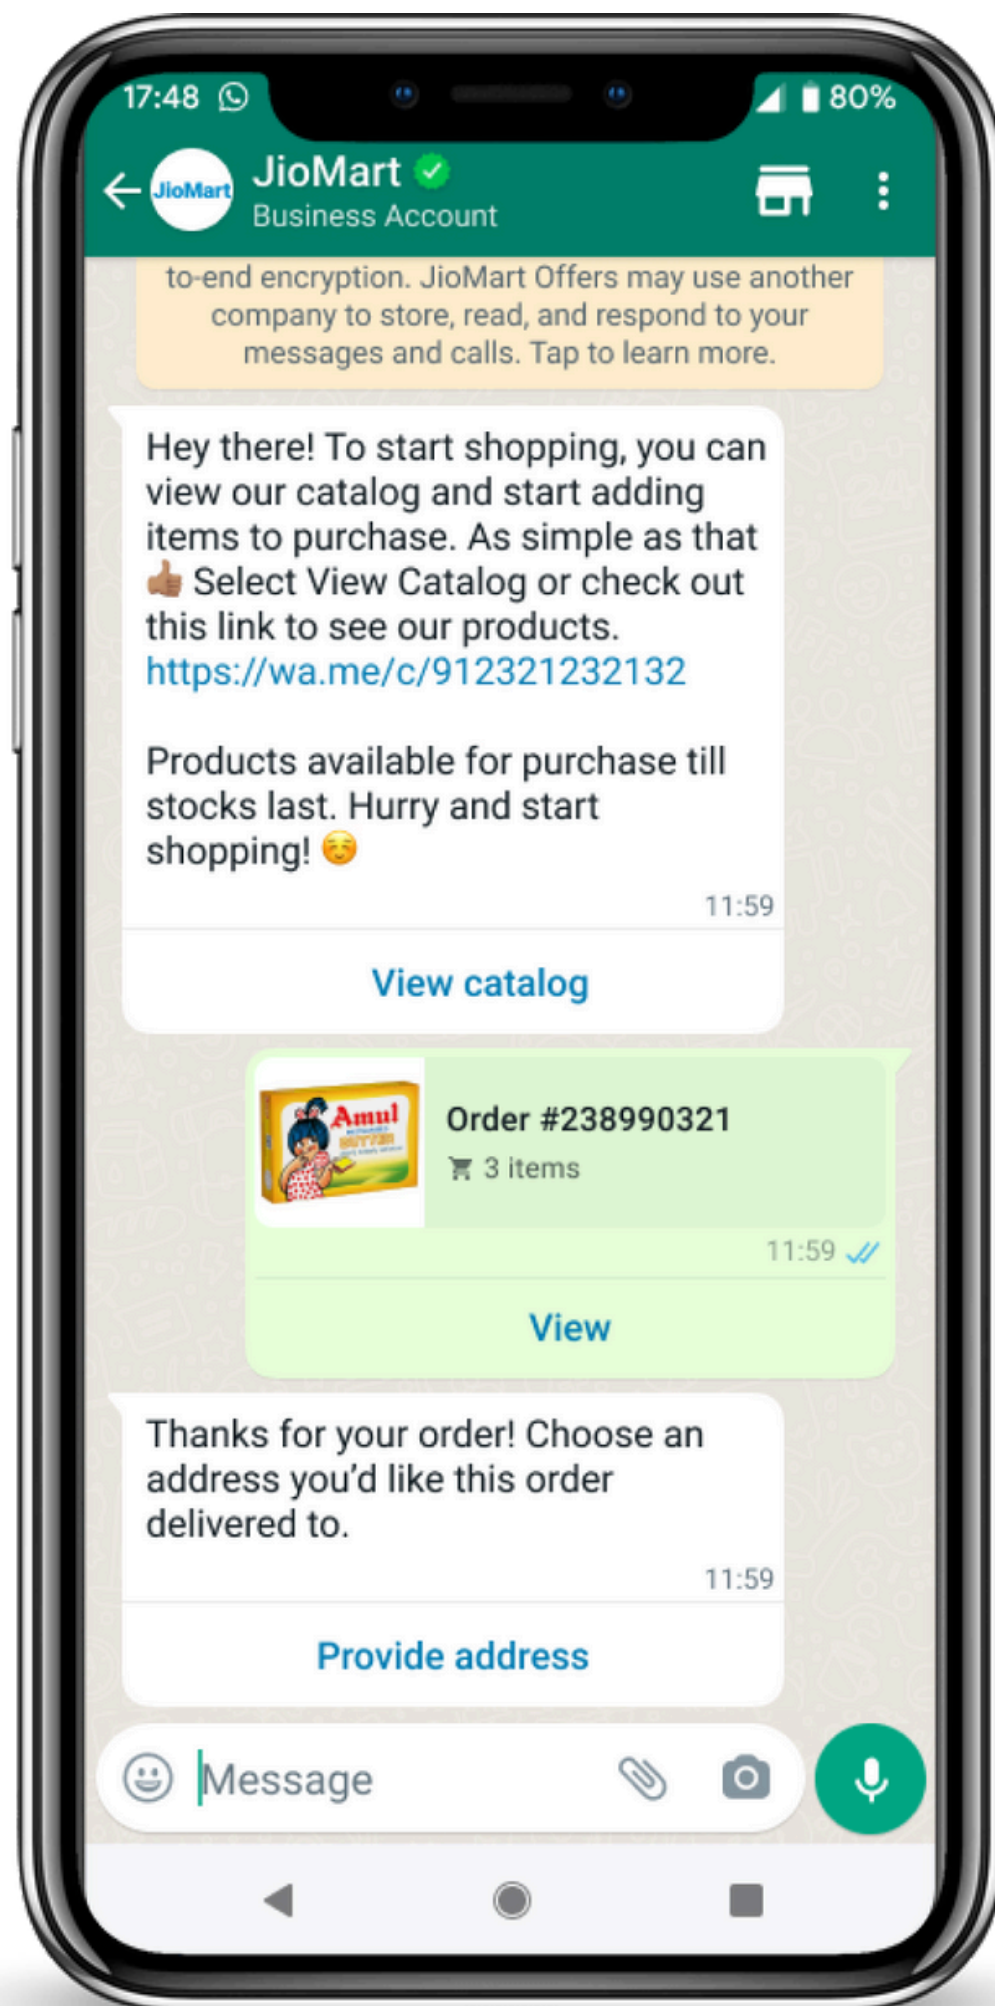 17:48
80%
JioMart
JioMart
Business Account
to-end encryption. JioMart Offers may use another
company to store, read, and respond to your
messages and calls. Tap to learn more.
Hey there! To start shopping, you can
view our catalog and start adding
items to purchase. As simple as that
👍🏽 Select View Catalog or check out
this link to see our products.
https://wa.me/c/912321232132
Products available for purchase till
stocks last. Hurry and start
shopping! ☺️
11:59
View catalog
Amul
BUTTER
Order #238990321
3 items
11:59
View
Thanks for your order! Choose an
address you’d like this order
delivered to.
11:59
Provide address
Message